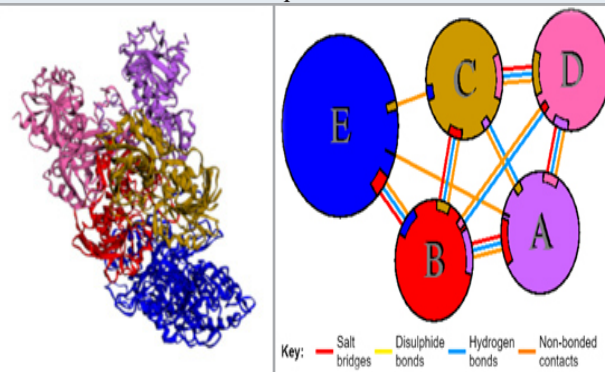 C
D
E
B
A
Key: Salt bridges Disulphide bonds Hydrogen bonds Non-bonded contacts